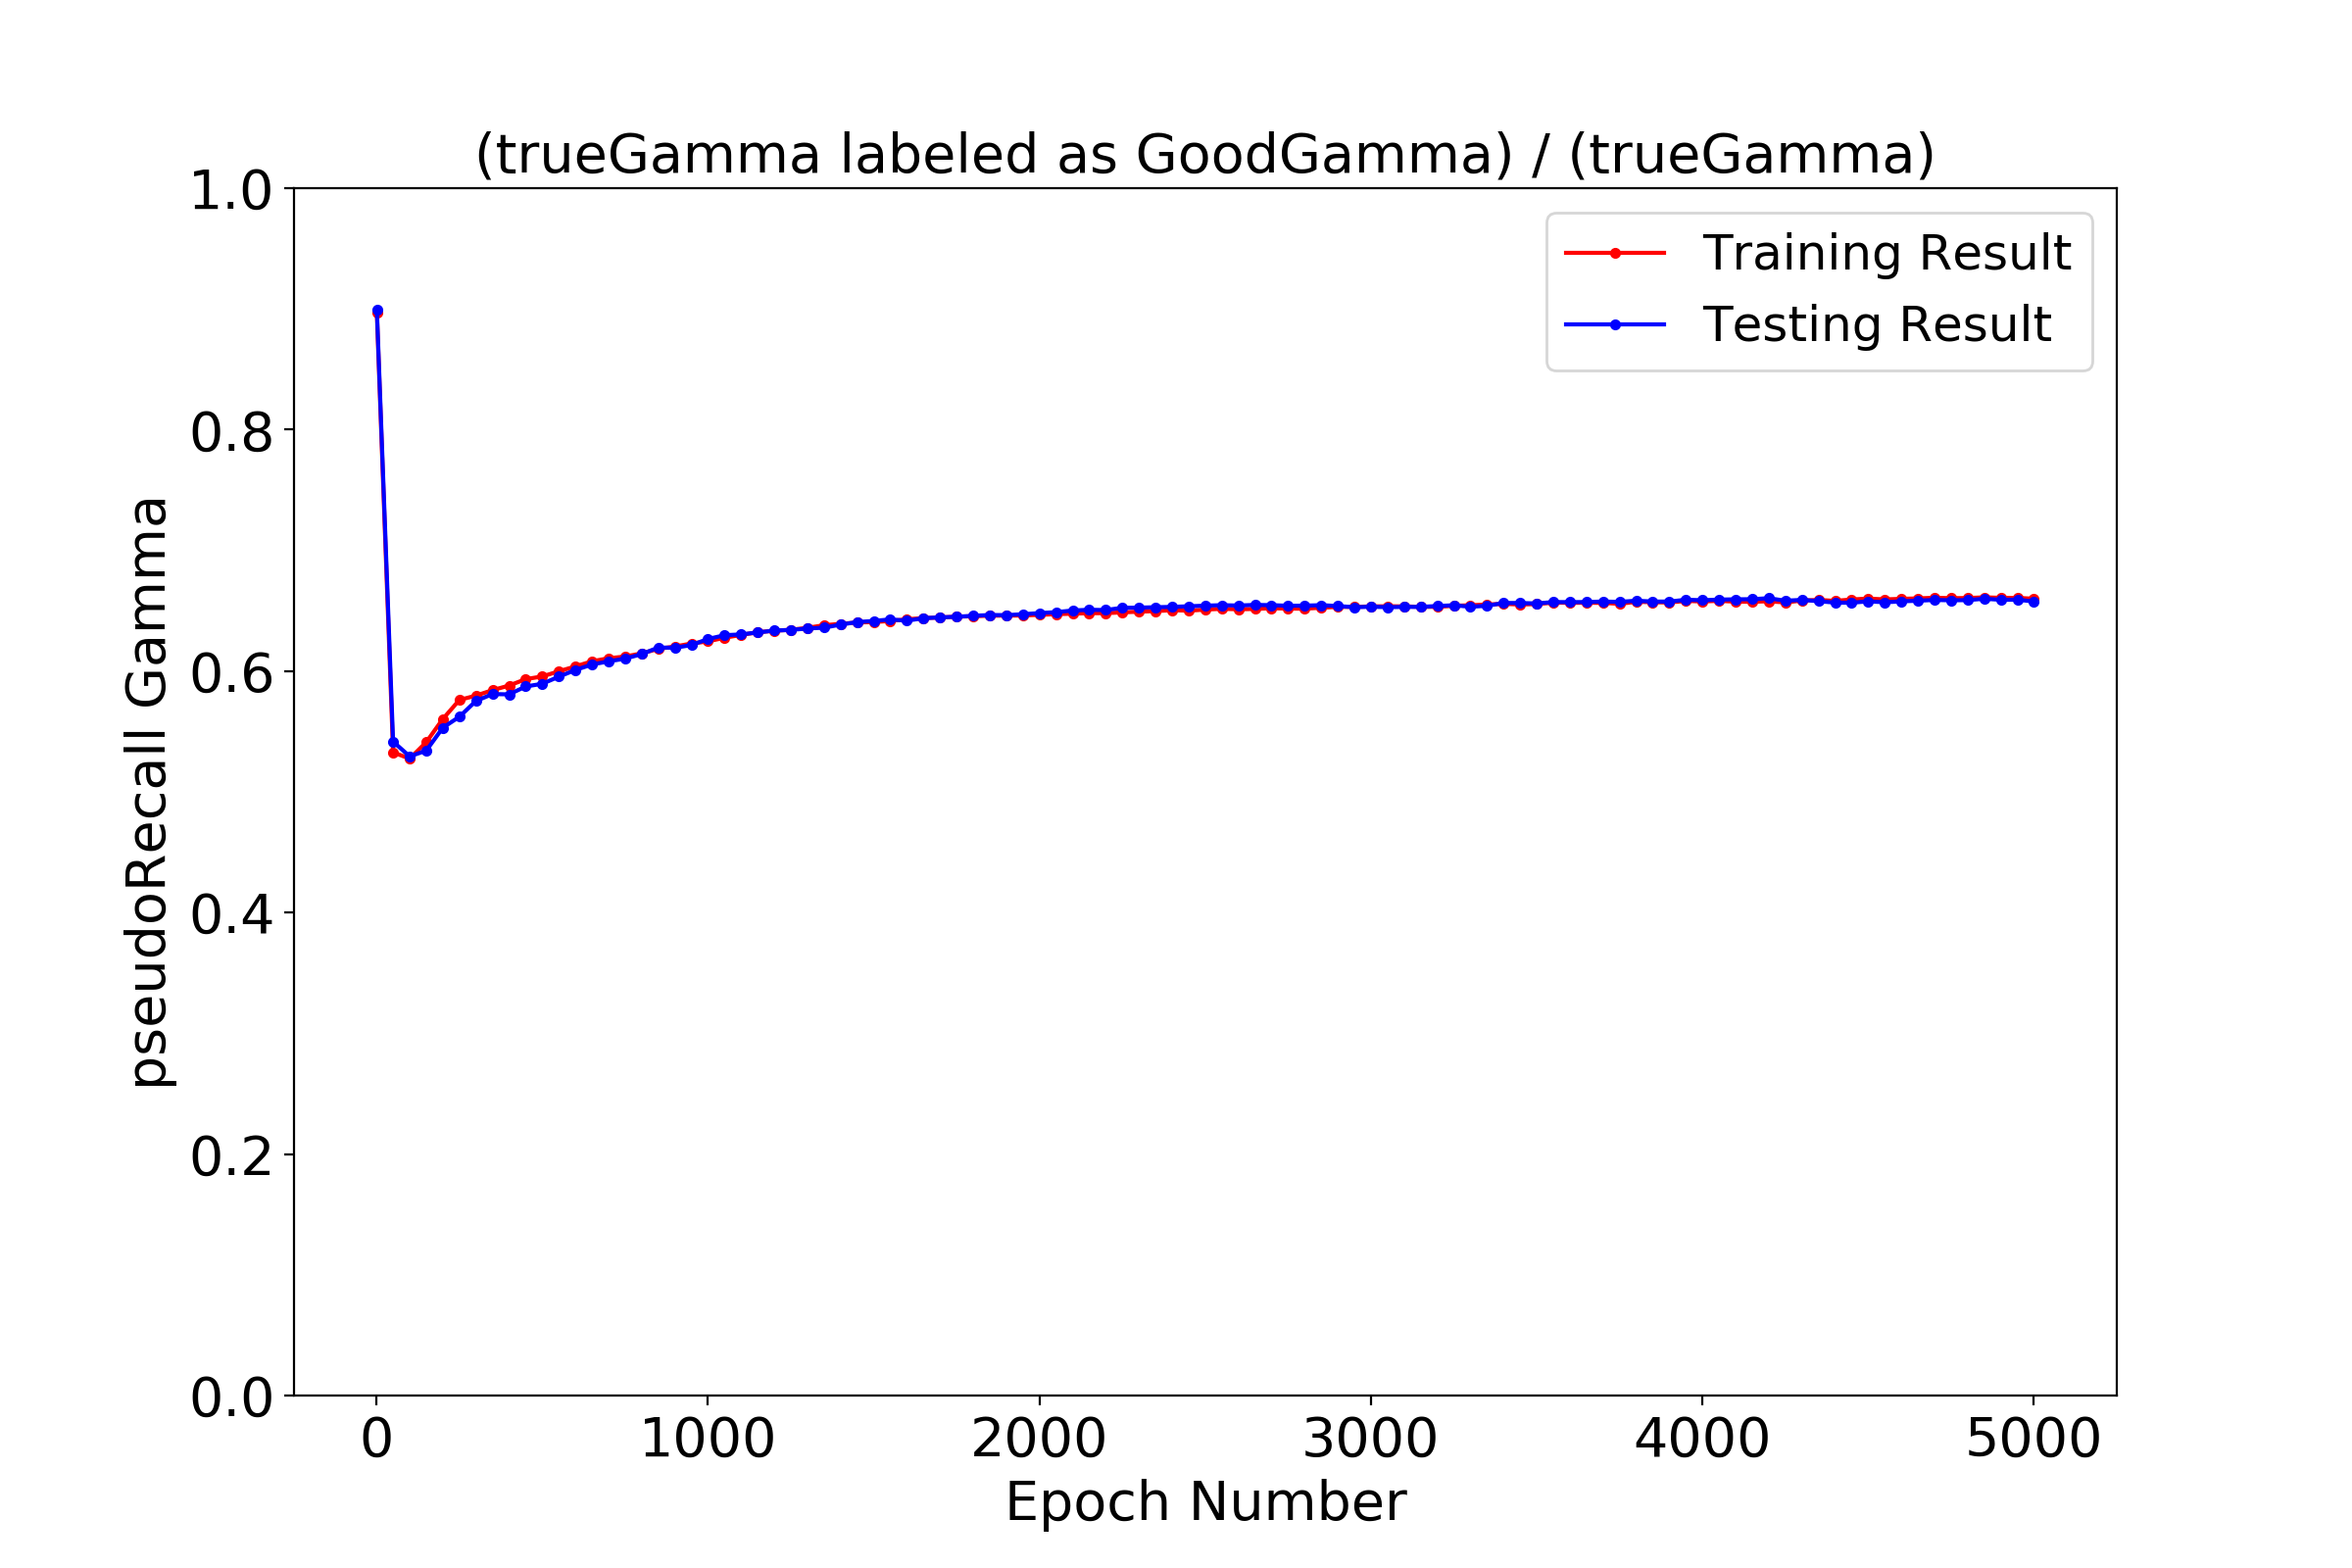 (trueGamma labeled as GoodGamma) / (trueGamma)
Training Result
Testing Result
pseudoRecall Gamma
1.0
0.8
0.6
0.4
0.2
0.0
0 1000 2000 3000 4000 5000
Epoch Number